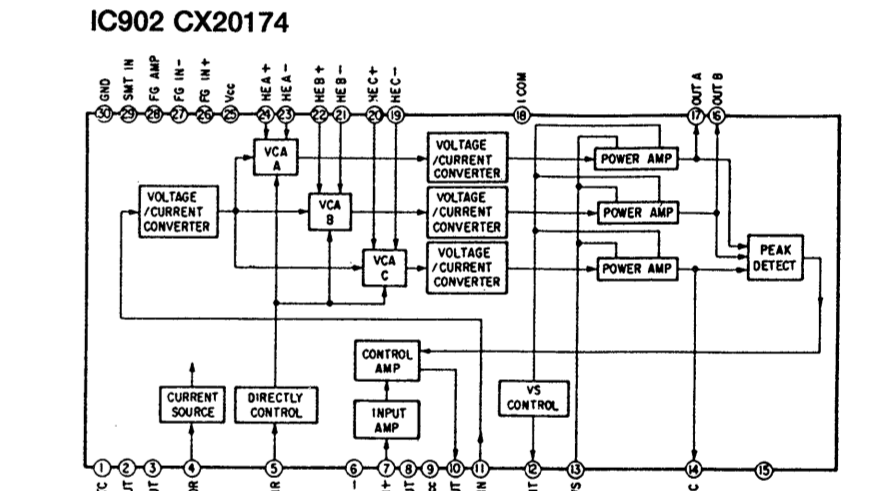 IC902 CX20174
GND
SMT IN
FG AMP
FG IN-
FG IN+
Vcc
HEA+
HEA-
HEB+
HEB-
HEC+
HEC-
I COM
OUT A
OUT B
30 29 28 27 26 25 24 23 22 21 20 19 18 17 16
VCA
A
VOLTAGE
/CURRENT
CONVERTER
POWER AMP
VOLTAGE
/CURRENT
CONVERTER
VCA
B
VOLTAGE
/CURRENT
CONVERTER
POWER AMP
VCA
C
VOLTAGE
/CURRENT
CONVERTER
POWER AMP
PEAK
DETECT
CONTROL
AMP
CURRENT
SOURCE
DIRECTLY
CONTROL
INPUT
AMP
VS
CONTROL
1 2 3 4 5 6 7 8 9 10 11 12 13 14 15